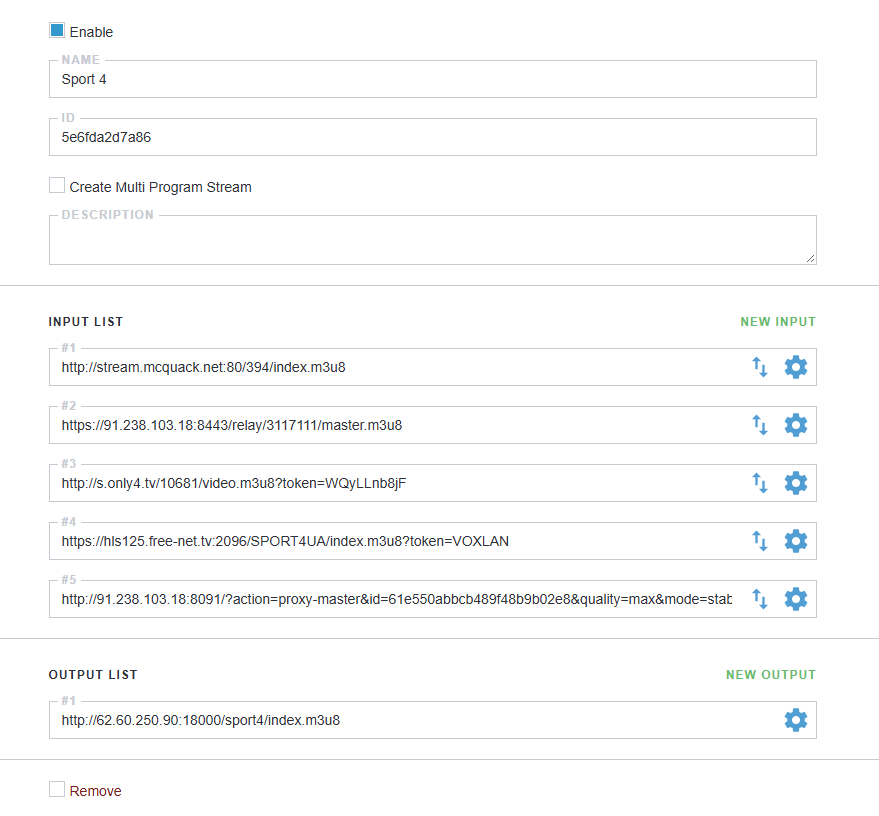 Enable
NAME
Sport 4
ID
5e6fda2d7a86
Create Multi Program Stream
DESCRIPTION
INPUT LIST
NEW INPUT
#1
http://stream.mcquack.net:80/394/index.m3u8
#2
https://91.238.103.18:8443/relay/3117111/master.m3u8
#3
http://s.only4.tv/10681/video.m3u8?token=WQyLLnb8jF
#4
https://hls125.free-net.tv:2096/SPORT4UA/index.m3u8?token=VOXLAN
#5
http://91.238.103.18:8091/?action=proxy-master&id=61e550abbcb489f48b9b02e8&quality=max&mode=stab
OUTPUT LIST
NEW OUTPUT
#1
http://62.60.250.90:18000/sport4/index.m3u8
Remove